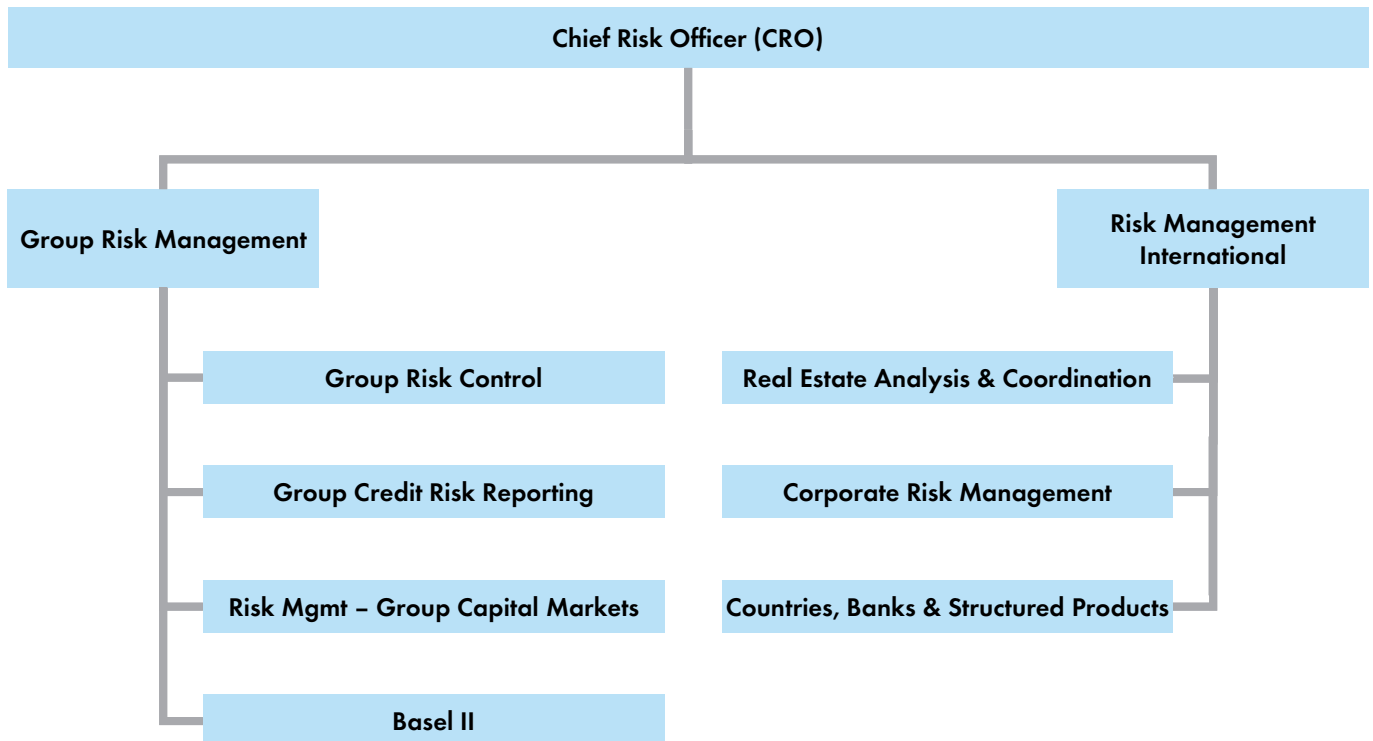 Chief Risk Officer (CRO)
Group Risk Management
Risk Management
International
Group Risk Control
Real Estate Analysis & Coordination
Group Credit Risk Reporting
Corporate Risk Management
Risk Mgmt – Group Capital Markets
Countries, Banks & Structured Products
Basel II